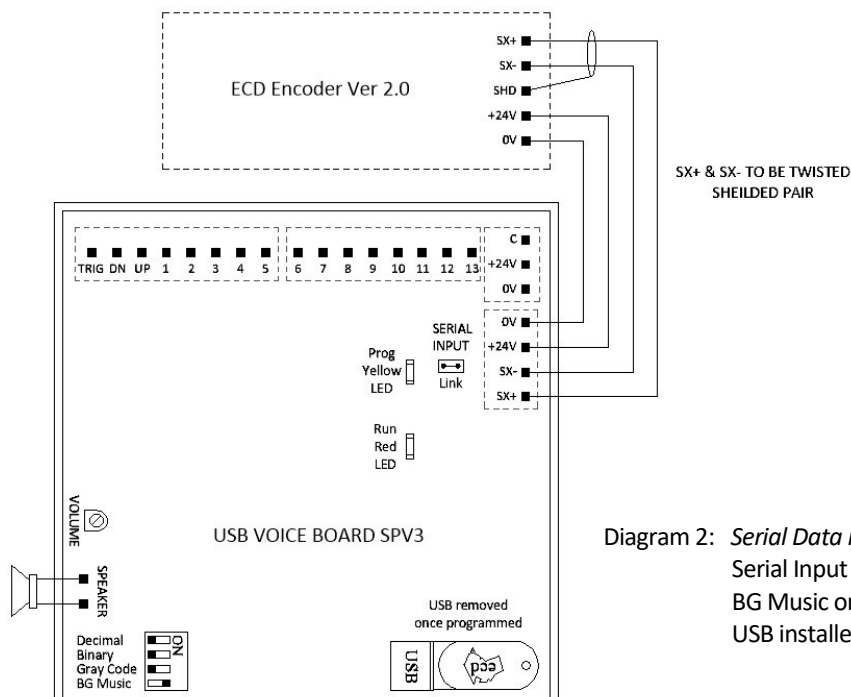 ECD Encoder Ver 2.0
SX+
SX-
SHD
+24V
0V
SX+ & SX- TO BE TWISTED
SHEILDED PAIR
TRIG DN UP 1 2 3 4 5
6 7 8 9 10 11 12 13
C
+24V
0V
0V
+24V
SX-
SX+
SERIAL
INPUT
Link
Prog
Yellow
LED
Run
Red
LED
VOLUME
USB VOICE BOARD SPV3
SPEAKER
Decimal
Binary
Gray Code
BG Music
ON
USB removed
once programmed
USB
ecd
Diagram 2: Serial Data
Serial Input
BG Music
USB